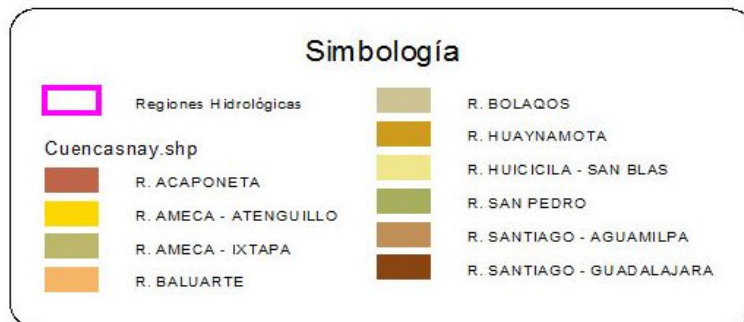 Simbología
Regiones Hidrológicas
Cuencasnay.shp
R. ACAPONETA
R. AMECA - ATENGUILLO
R. AMECA - IXTAPA
R. BALUARTE
R. BOLAQOS
R. HUAYNAMOTA
R. HUICICILA - SAN BLAS
R. SAN PEDRO
R. SANTIAGO - AGUAMILPA
R. SANTIAGO - GUADALAJARA